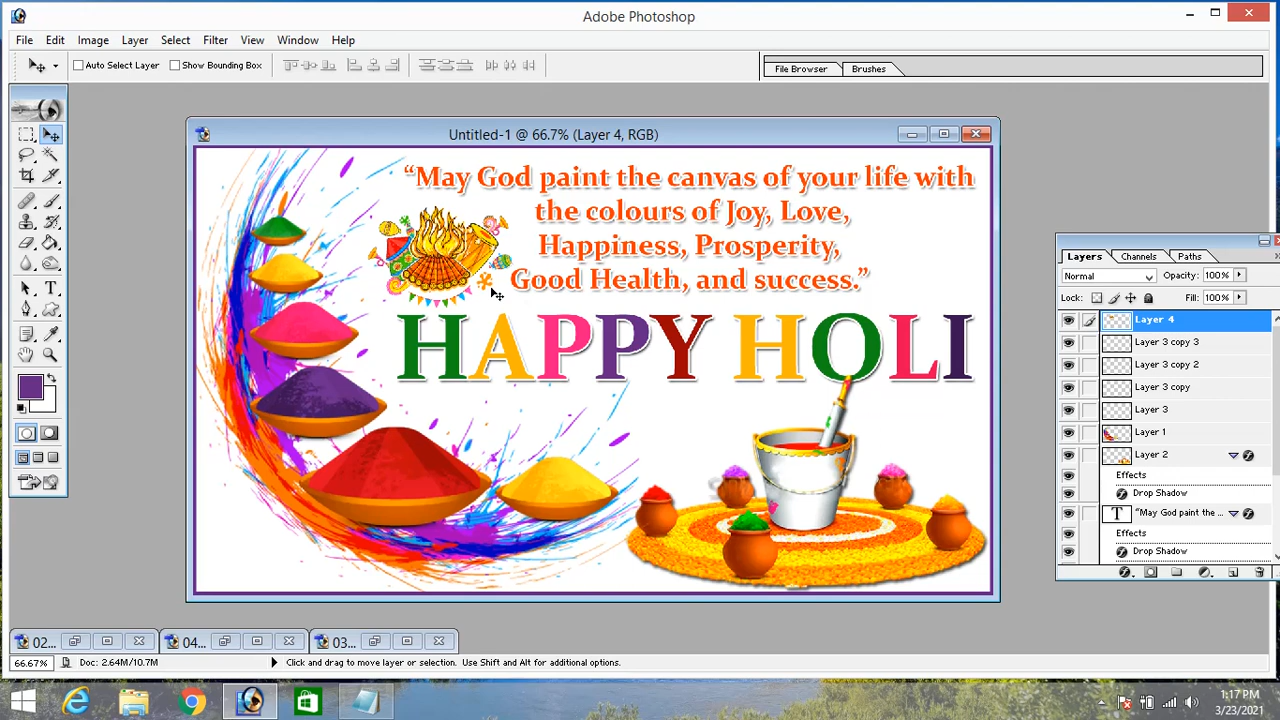 Adobe Photoshop
File Edit Image Layer Select Filter View Window Help
Auto Select Layer Show Bounding Box File Browser Brushes
Untitled-1 @ 66.7% (Layer 4, RGB)
“May God paint the canvas of your life with
the colours of Joy, Love,
Happiness, Prosperity,
Good Health, and success.”
HAPPY HOLI
Layers Channels Paths
Normal Opacity: 100%
Lock: Fill: 100%
Layer 4
Layer 3 copy 3
Layer 3 copy 2
Layer 3 copy
Layer 3
Layer 1
Layer 2
Effects
Drop Shadow
T “May God paint the ...
Effects
Drop Shadow
02... 04... 03...
66.67% Doc: 2.64M/10.7M Click and drag to move layer or selection. Use Shift and Alt for additional options.
1:17 PM
3/23/2021